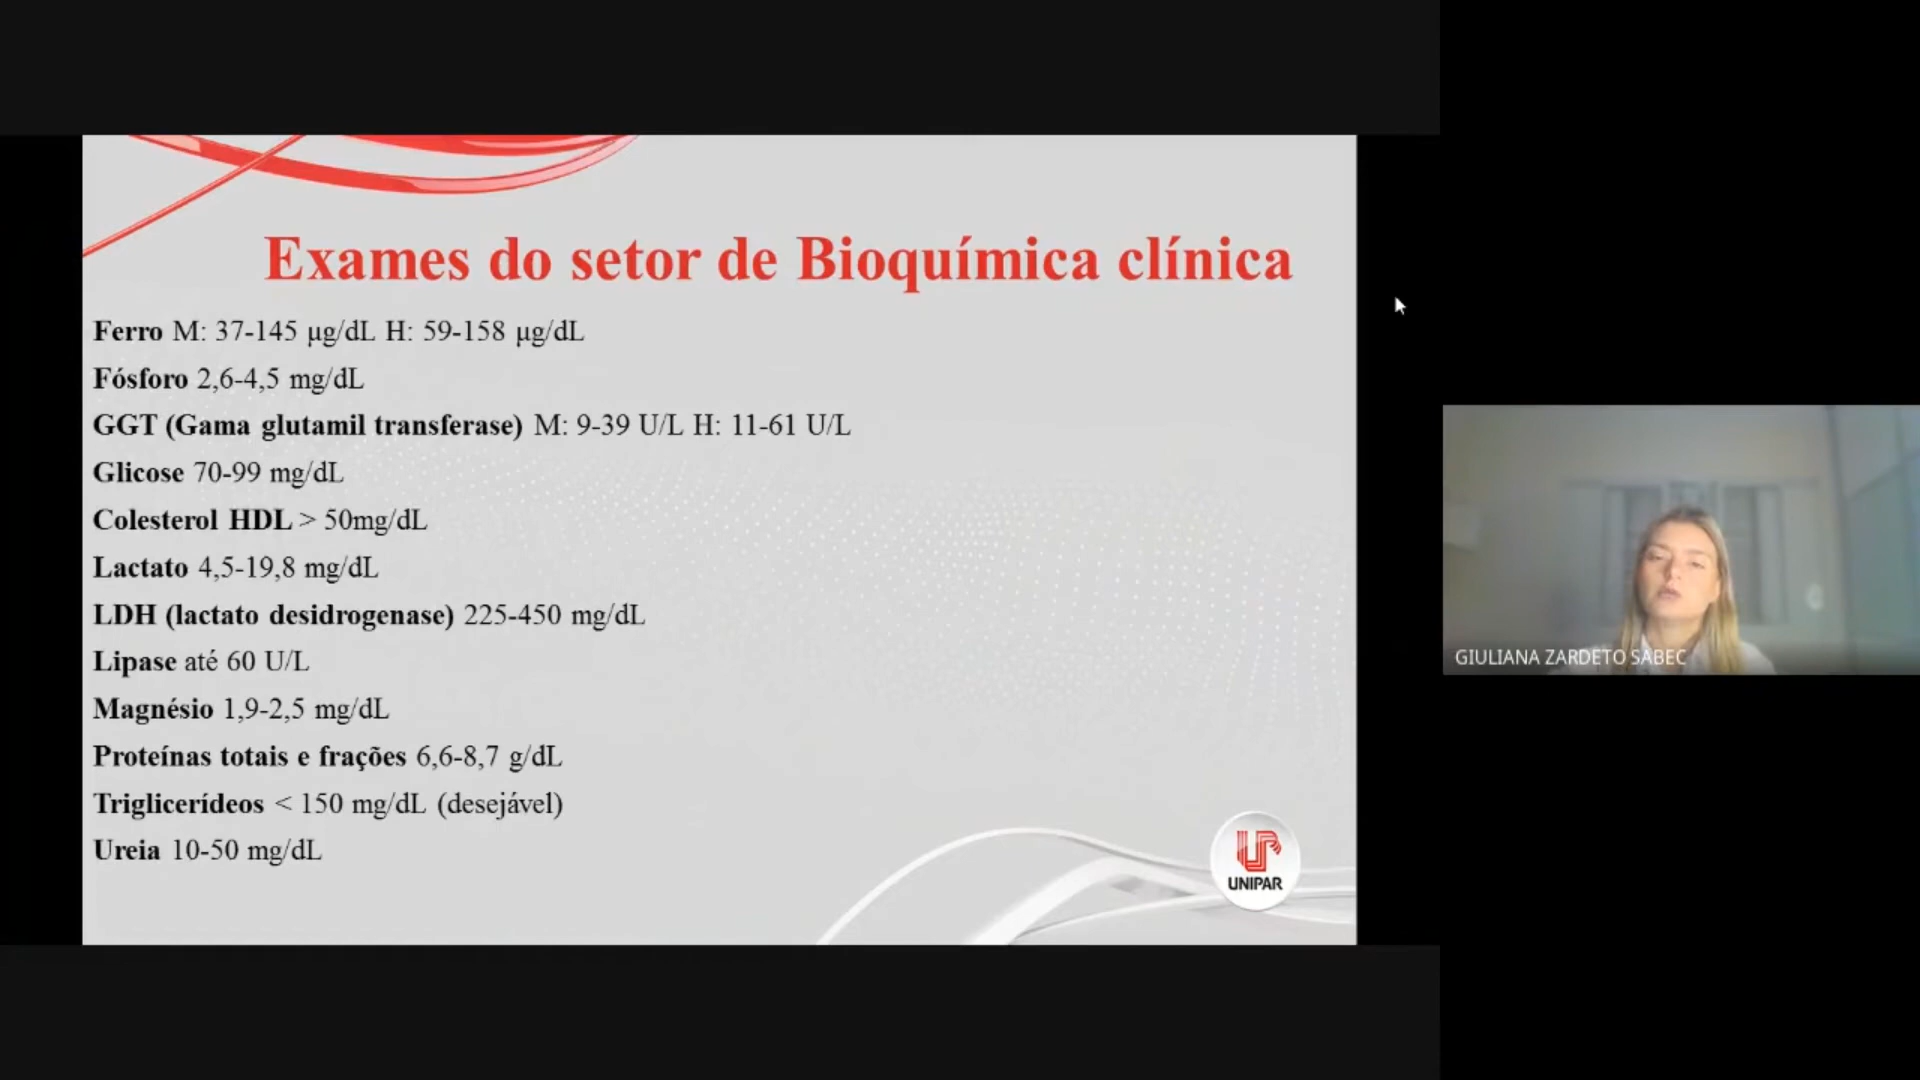 Exames do setor de Bioquímica clínica
Ferro M: 37-145 µg/dL H: 59-158 µg/dL
Fósforo 2,6-4,5 mg/dL
GGT (Gama glutamil transferase) M: 9-39 U/L H: 11-61 U/L
Glicose 70-99 mg/dL
Colesterol HDL > 50mg/dL
Lactato 4,5-19,8 mg/dL
LDH (lactato desidrogenase) 225-450 mg/dL
Lipase até 60 U/L
Magnésio 1,9-2,5 mg/dL
Proteínas totais e frações 6,6-8,7 g/dL
Triglicerídeos < 150 mg/dL (desejável)
Ureia 10-50 mg/dL
UNIPAR
GIULIANA ZARDETO SABEC